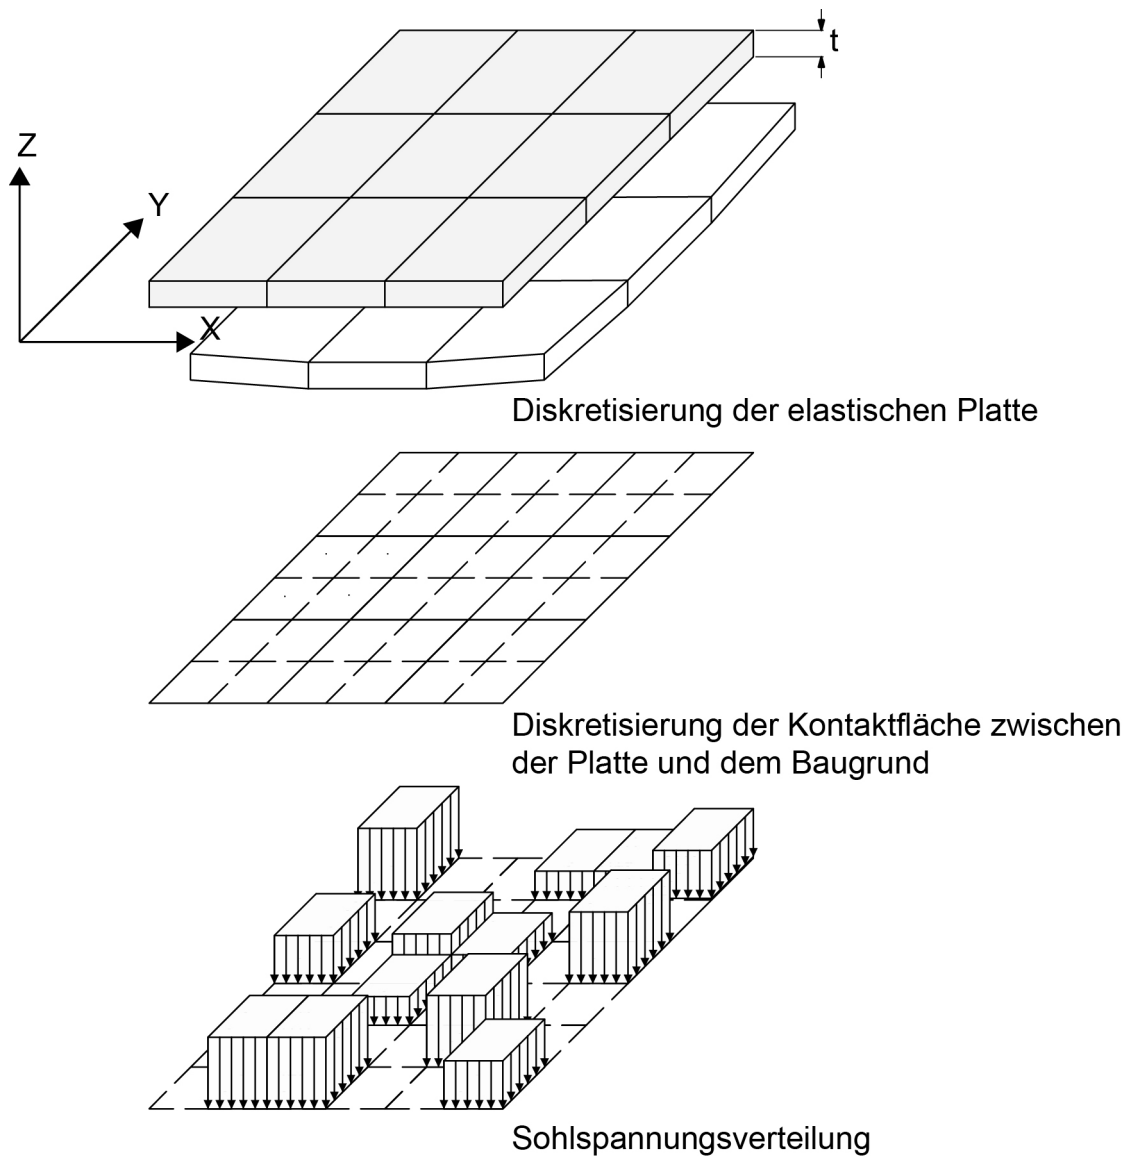 t
Z
Y
X
Diskretisierung der elastischen Platte
Diskretisierung der Kontaktfläche zwischen
der Platte und dem Baugrund
Sohlspannungsverteilung